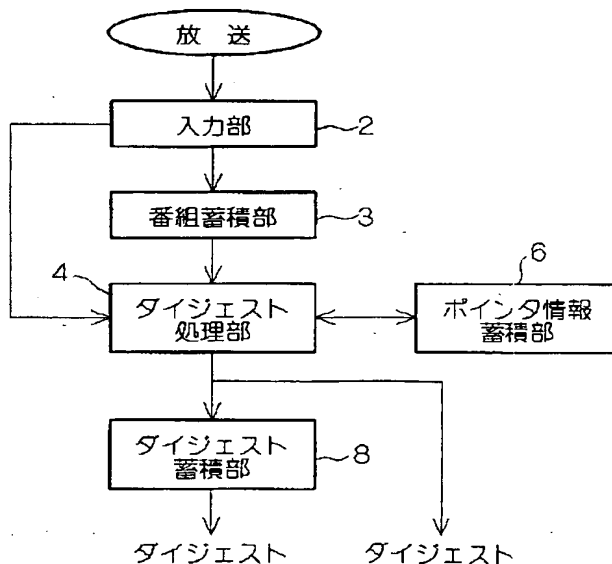 放 送
入力部
2
番組蓄積部
3
4
6
ダイジェスト
処理部
ポインタ情報
蓄積部
ダイジェスト
蓄積部
8
ダイジェスト
ダイジェスト